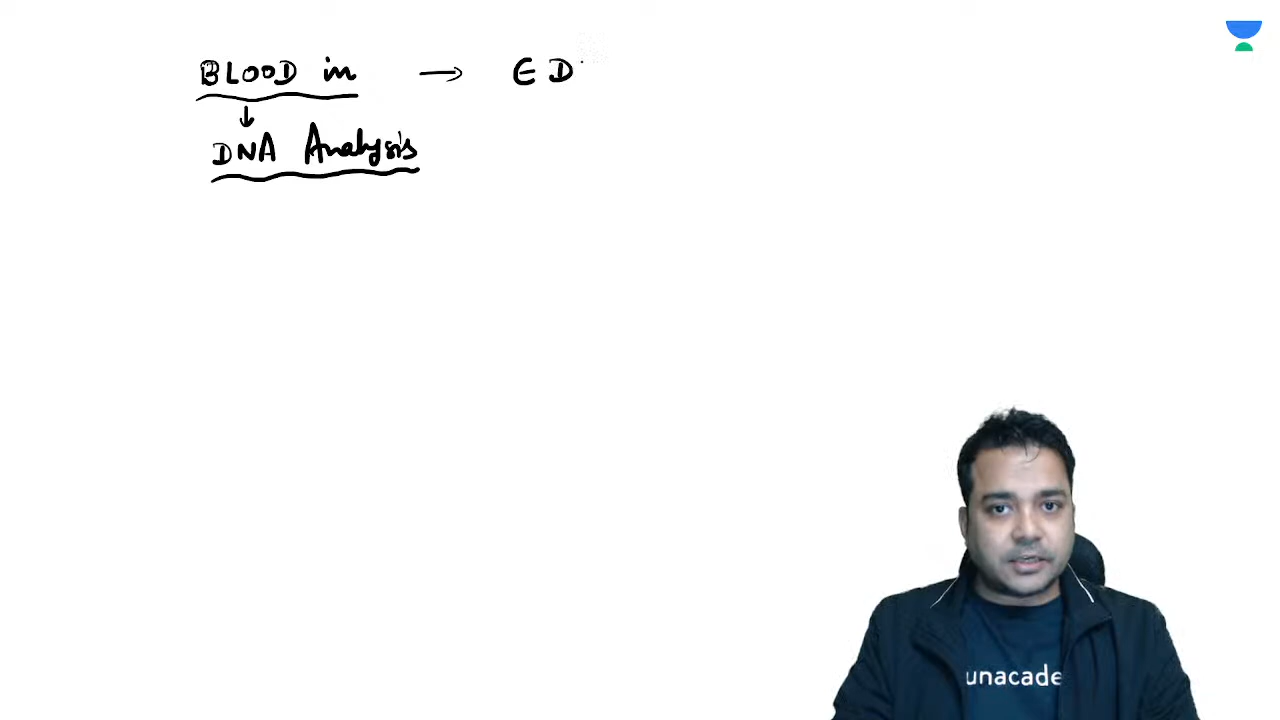 BLOOD in → ED
↓
DNA Analysis
unacade